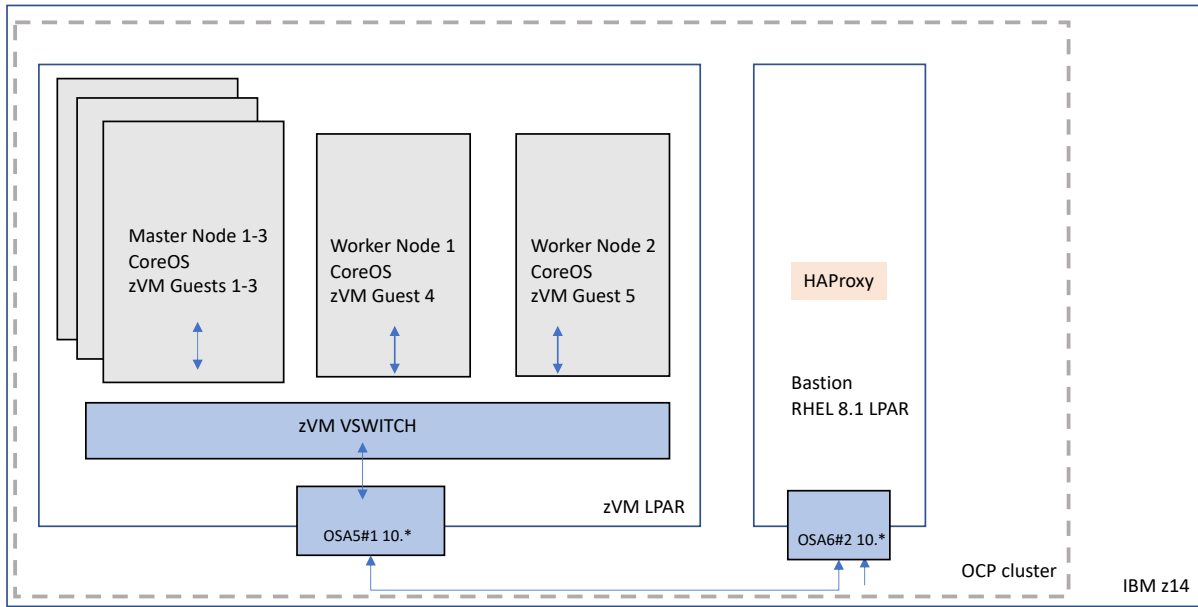 Master Node 1-3
CoreOS
zVM Guests 1-3
Worker Node 1
CoreOS
zVM Guest 4
Worker Node 2
CoreOS
zVM Guest 5
HAProxy
Bastion
RHEL 8.1 LPAR
zVM VSWITCH
zVM LPAR
OSA5#1 10.*
OSA6#2 10.*
OCP cluster
IBM z14